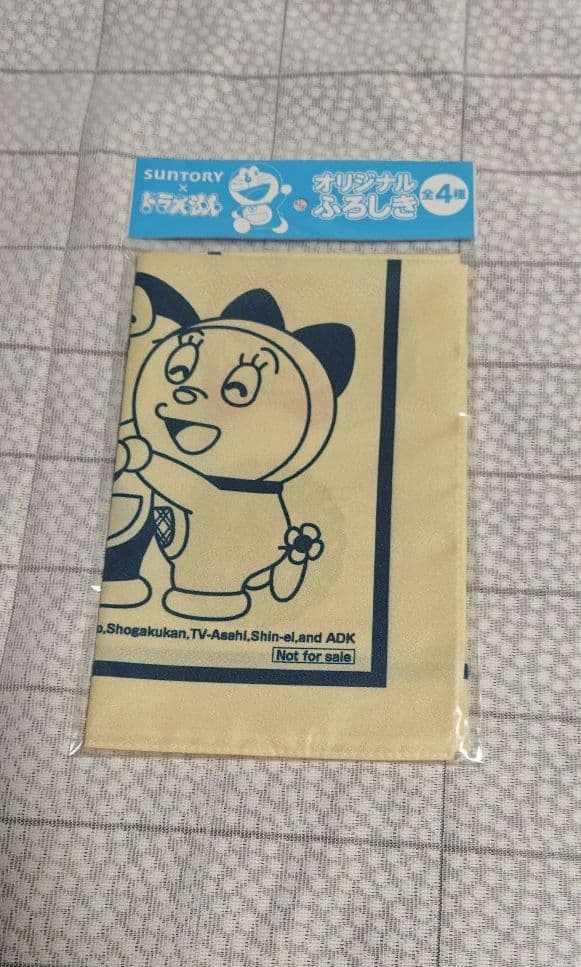 SUNTORY
×
ドラえもん
オリジナル
ふろしき
全4種
o,Shogakukan,TV-Asahi,Shin-ei,and ADK
Not for sale